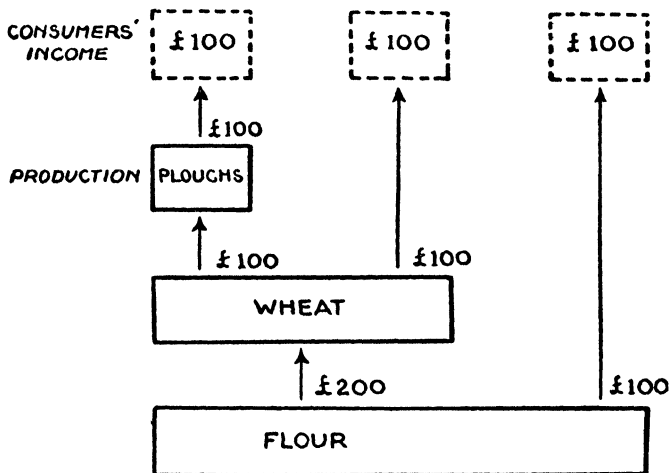 CONSUMERS' INCOME
£100
£100
£100
£100
PRODUCTION
PLOUGHS
£100
£100
WHEAT
£200
£100
FLOUR